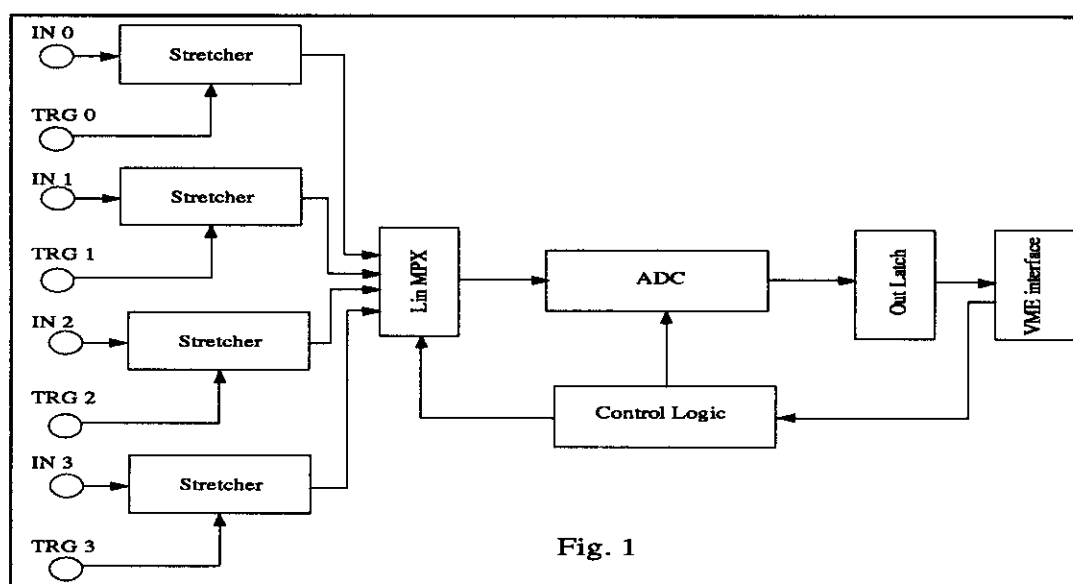 IN 0
Stretcher
TRG 0
IN 1
Stretcher
TRG 1
IN 2
Stretcher
TRG 2
IN 3
Stretcher
TRG 3
Lin MPX
ADC
Control Logic
Out Latch
VME interface
Fig. 1